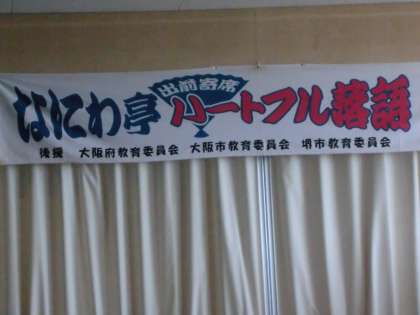 出前寄席
なにわ亭 ハートフル落語
後援 大阪府教育委員会 大阪市教育委員会 堺市教育委員会